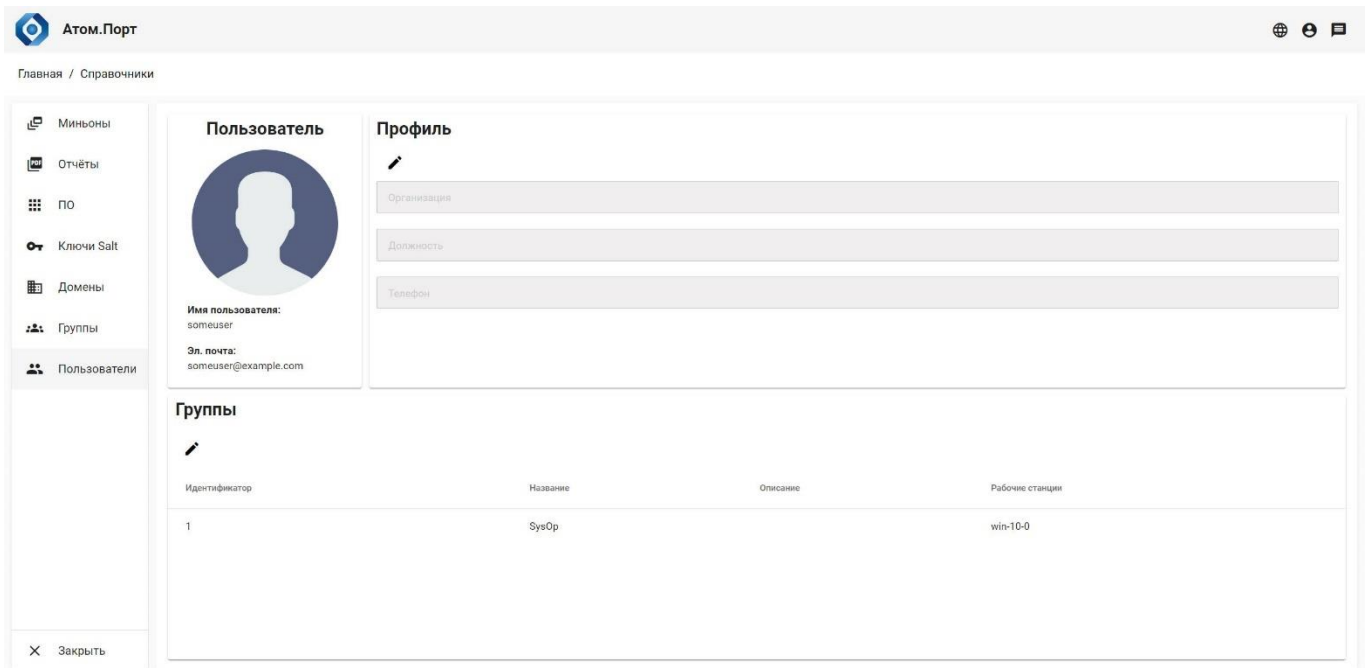 Атом.Порт
Главная / Справочники
Миньоны
Отчёты
ПО
Ключи Salt
Домены
Группы
Пользователи
Закрыть
Пользователь
Имя пользователя:
someuser
Эл. почта:
someuser@example.com
Профиль
Организация
Должность
Телефон
Группы
Идентификатор Название Описание Рабочие станции
1 SysOp win-10-0